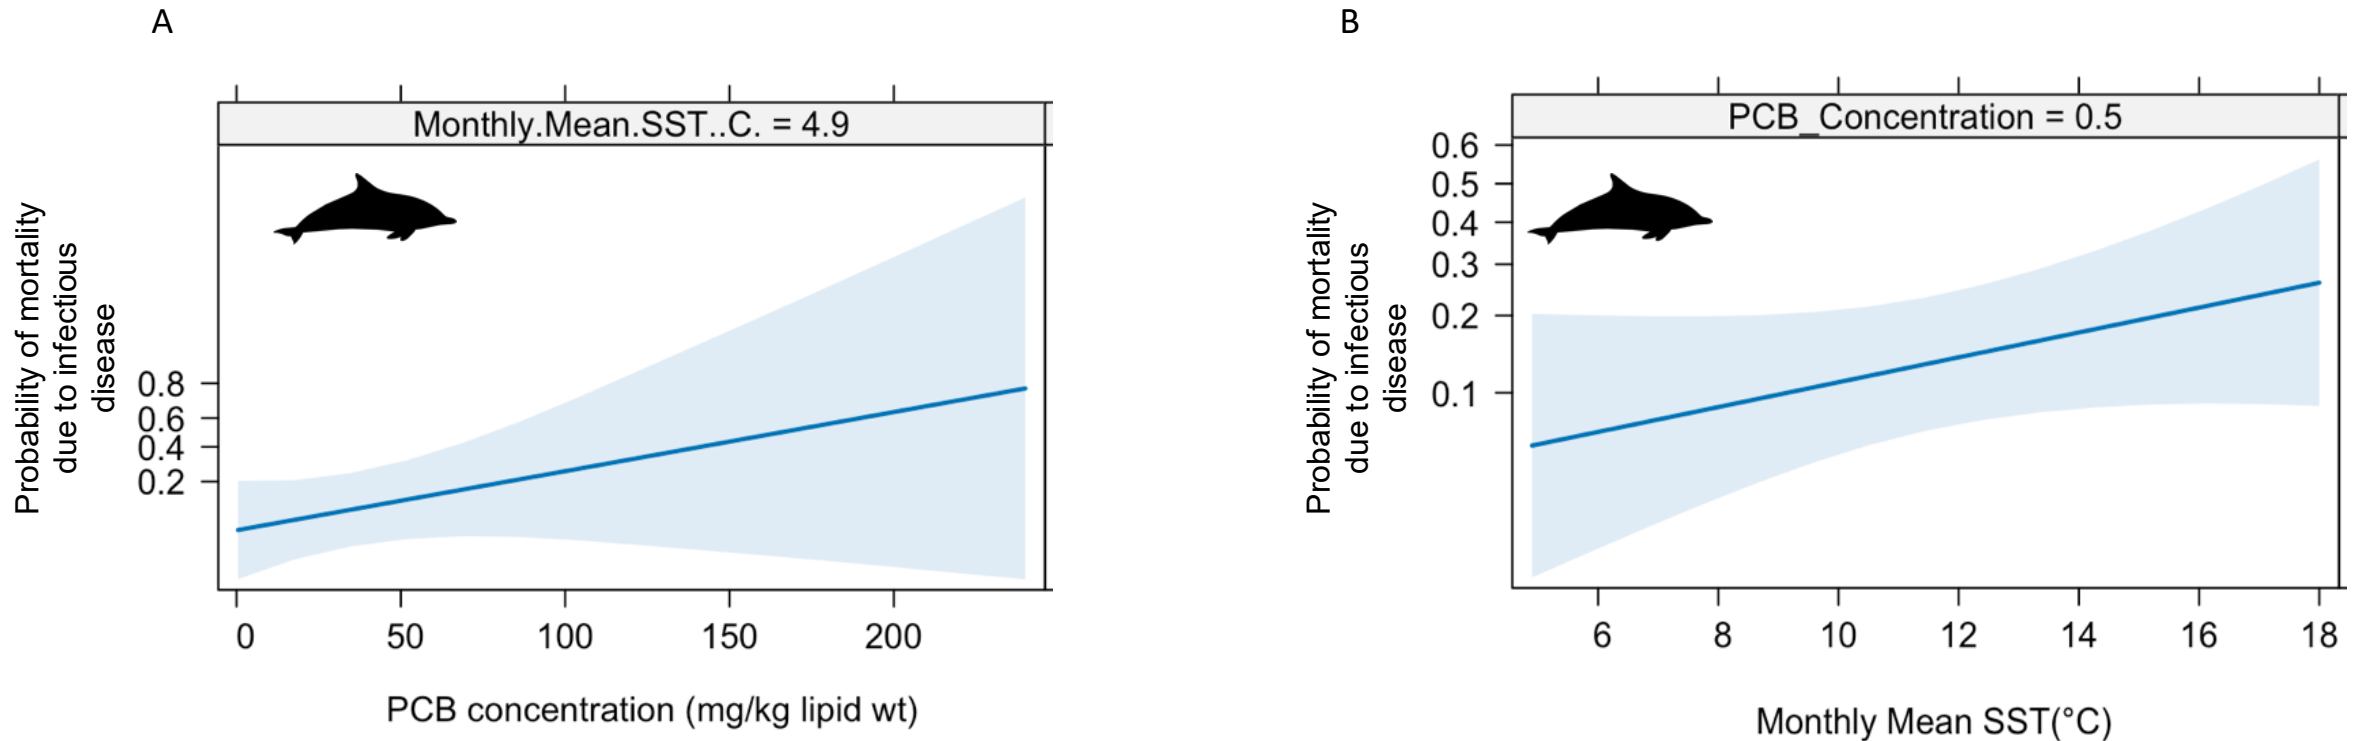 A
Monthly.Mean.SST..C. = 4.9
Probability of mortality
due to infectious
disease
0.8
0.6
0.4
0.2
0 50 100 150 200
PCB concentration (mg/kg lipid wt)
B
PCB_Concentration = 0.5
Probability of mortality
due to infectious
disease
0.6
0.5
0.4
0.3
0.2
0.1
6 8 10 12 14 16 18
Monthly Mean SST(°C)